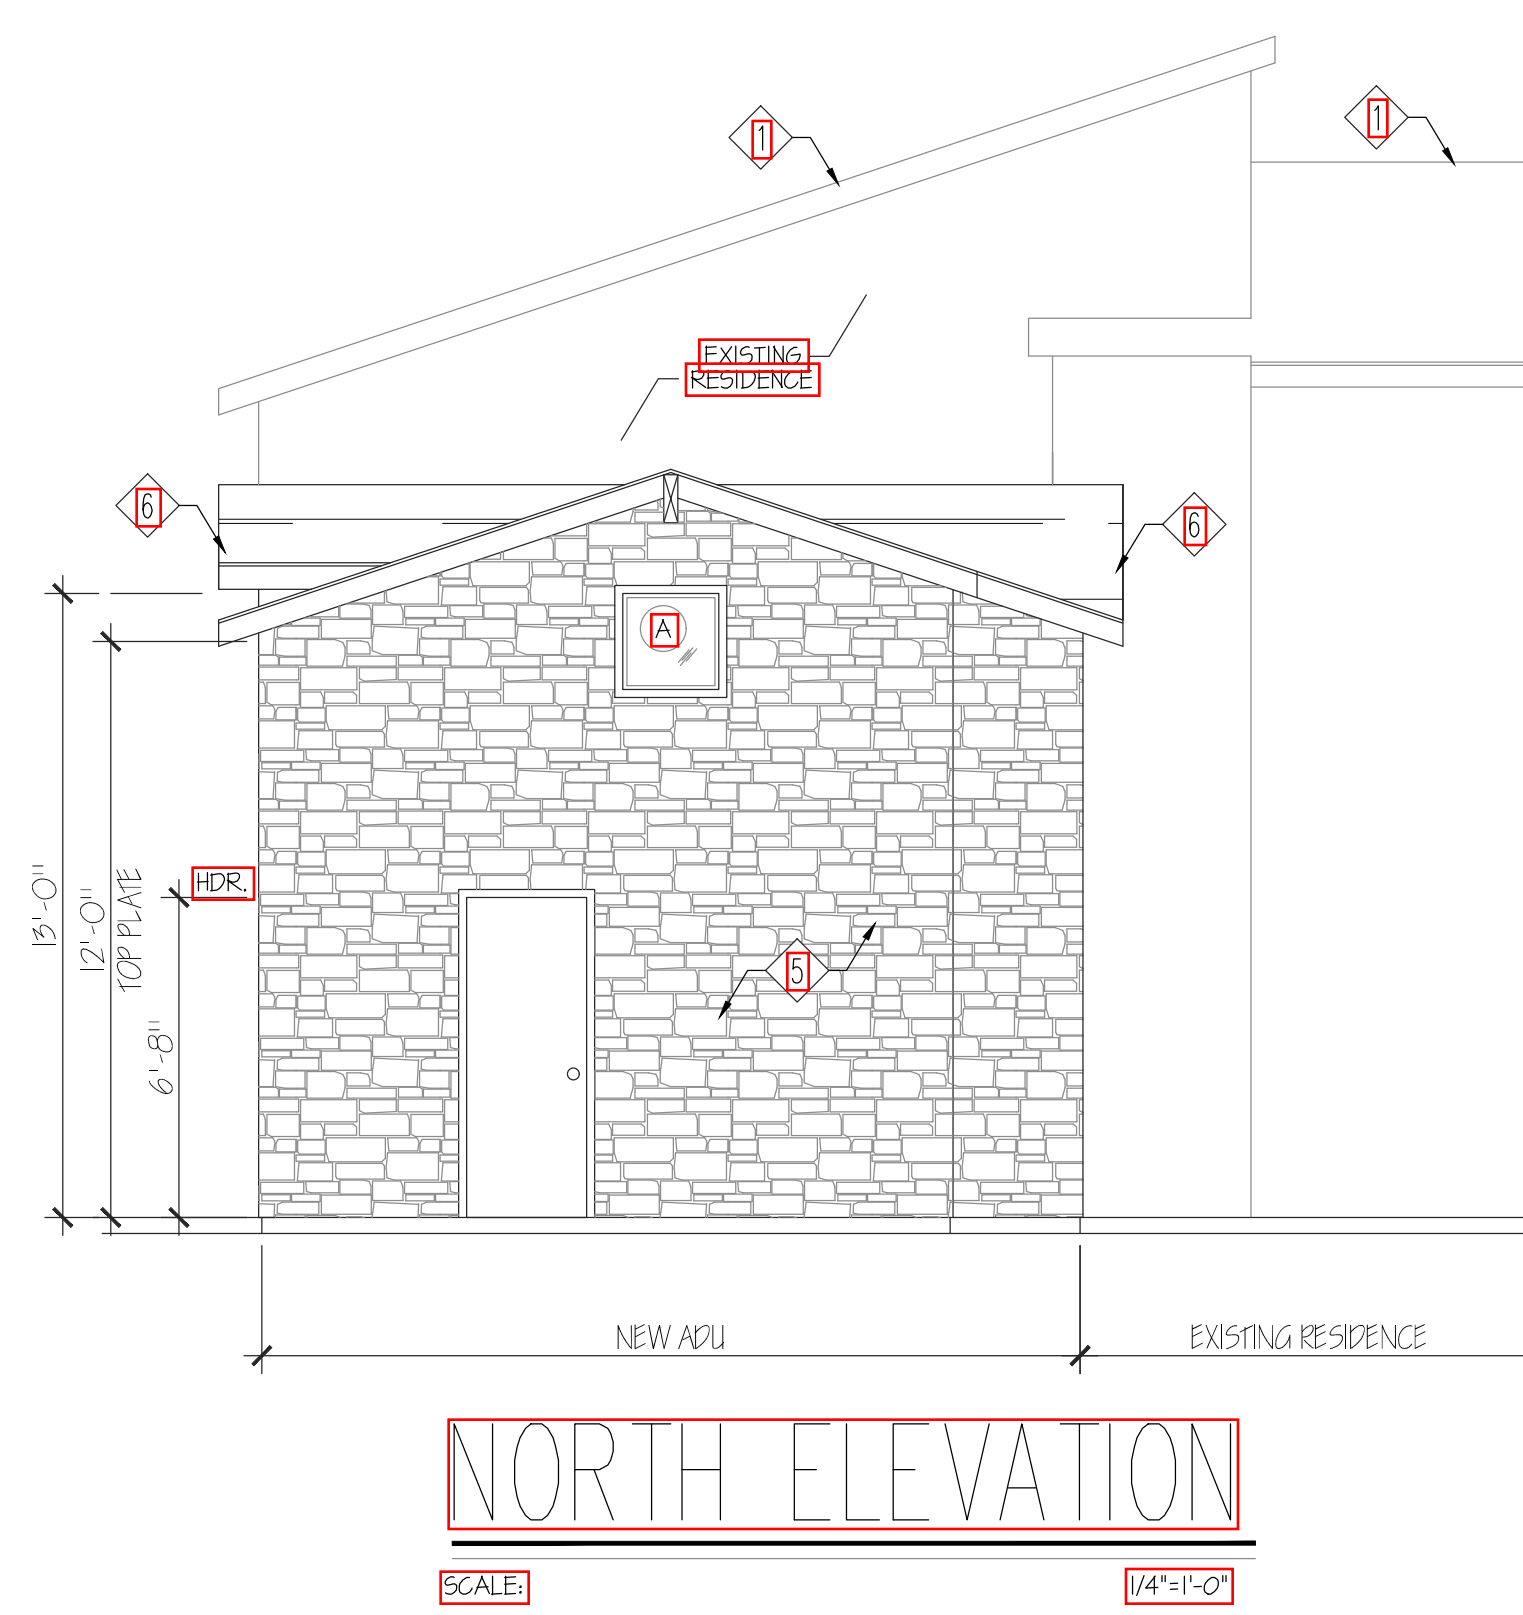 1
1
EXISTING
RESIDENCE
6
6
A
HDR.
13'-0"
12'-0"
TOP PLATE
6'-8"
5
NEW ADU
EXISTING RESIDENCE
NORTH ELEVATION
SCALE:
1/4"=1'-0"